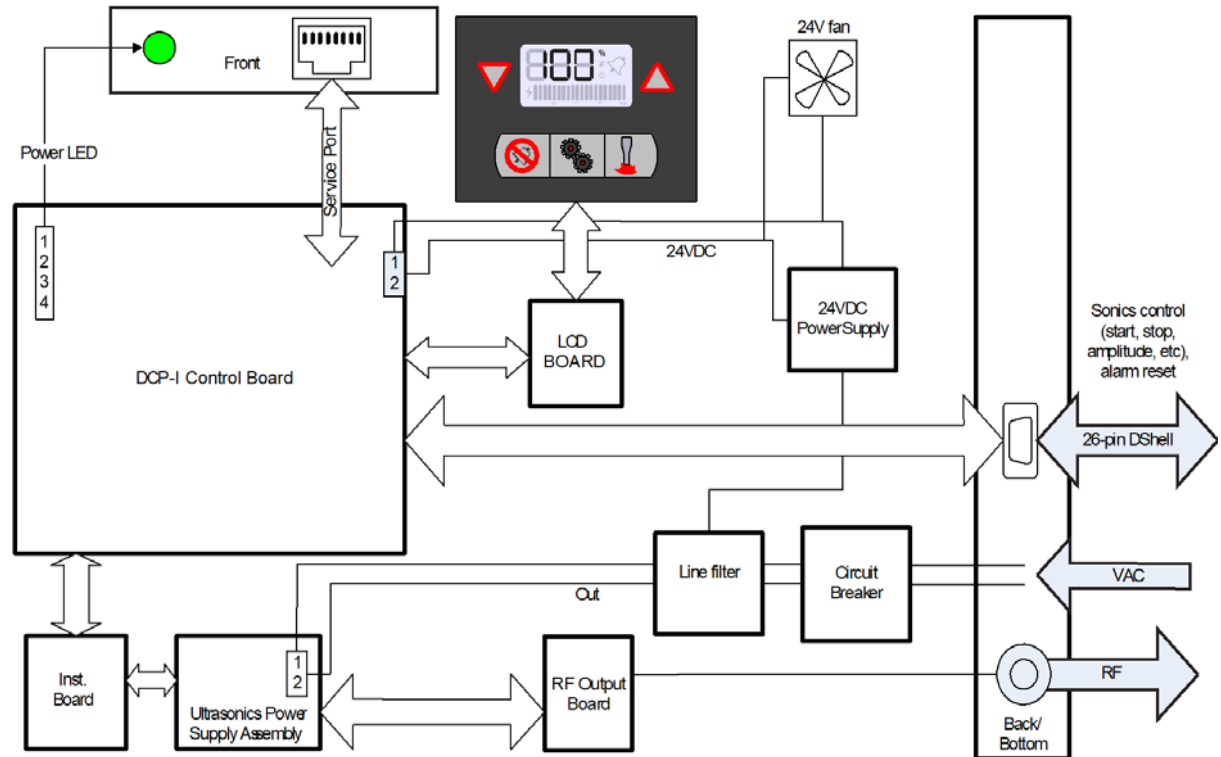 Front
100
%
24V fan
Power LED
Service Port
1
2
3
4
1
2
24VDC
24VDC
PowerSupply
LCD
BOARD
DCP-I Control Board
Sonics control
(start, stop,
amplitude, etc),
alarm reset
26-pin DShell
Line filter
Circuit
Breaker
VAC
Out
Inst.
Board
1
2
Ultrasonics Power
Supply Assembly
RF Output
Board
RF
Back/
Bottom